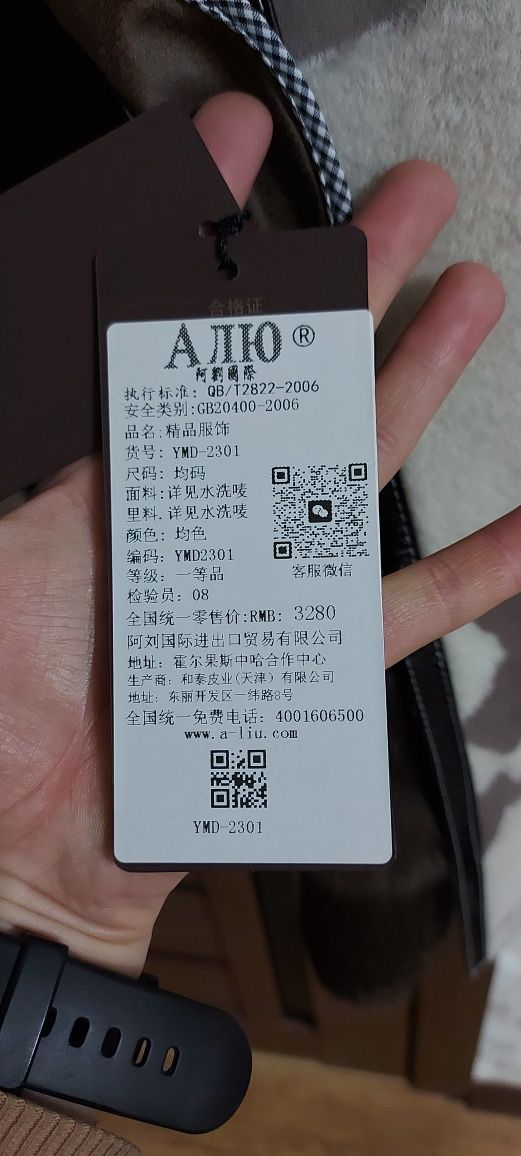 合格证
АЛЮ®
阿劉國際
执行标准: QB/T2822-2006
安全类别:GB20400-2006
品名:精品服饰
货号: YMD-2301
尺码: 均码
面料:详见水洗唛
里料.详见水洗唛
颜色: 均色
编码: YMD2301
等级: 一等品
检验员: 08
客服微信
全国统一零售价:RMB: 3280
阿刘国际进出口贸易有限公司
地址: 霍尔果斯中哈合作中心
生产商: 和泰皮业(天津)有限公司
地址: 东丽开发区一纬路8号
全国统一免费电话: 4001606500
www.a-liu.com
YMD-2301